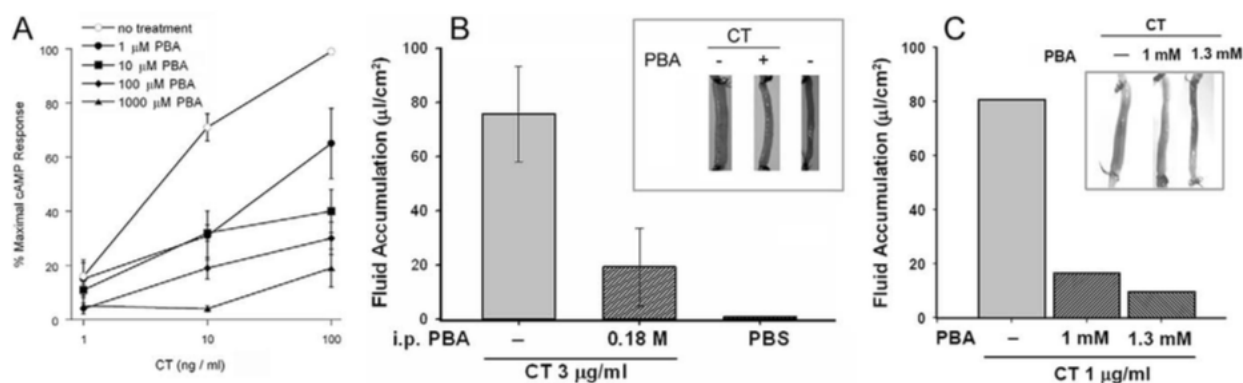 A
no treatment
1 μM PBA
10 μM PBA
100 μM PBA
1000 μM PBA
% Maximal cAMP Response
100
80
60
40
20
0
1 10 100
CT (ng / ml)
B
Fluid Accumulation (μl/cm²)
100
80
60
40
20
0
CT
PBA - + -
i.p. PBA – 0.18 M PBS
CT 3 μg/ml
C
Fluid Accumulation (μl/cm²)
100
80
60
40
20
0
CT
PBA — 1 mM 1.3 mM
PBA – 1 mM 1.3 mM
CT 1 μg/ml